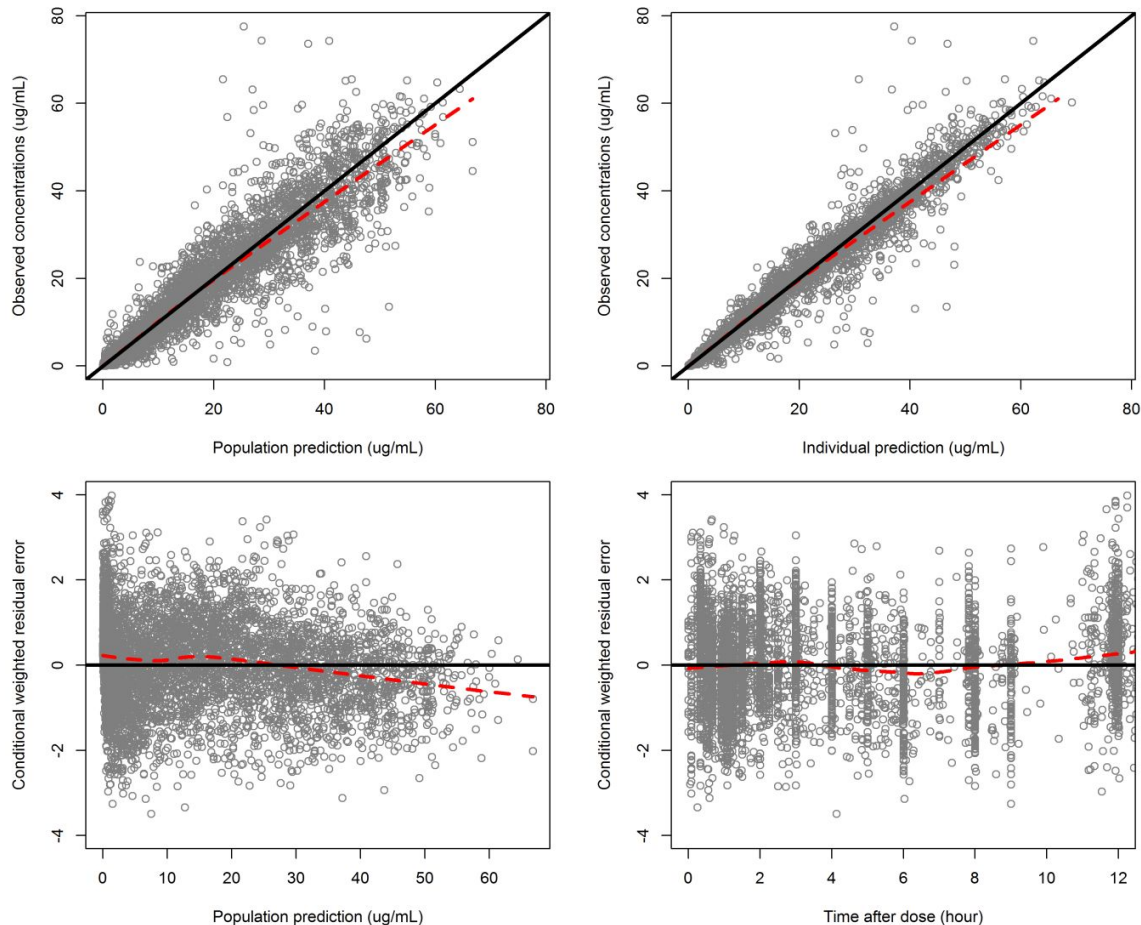 80
60
40
20
0
Observed concentrations (ug/mL)
0 20 40 60 80
Population prediction (ug/mL)
80
60
40
20
0
Observed concentrations (ug/mL)
0 20 40 60 80
Individual prediction (ug/mL)
4
2
0
2
-4
Conditional weighted residual error
0 10 20 30 40 50 60
Population prediction (ug/mL)
4
2
0
2
-4
Conditional weighted residual error
0 2 4 6 8 10 12
Time after dose (hour)